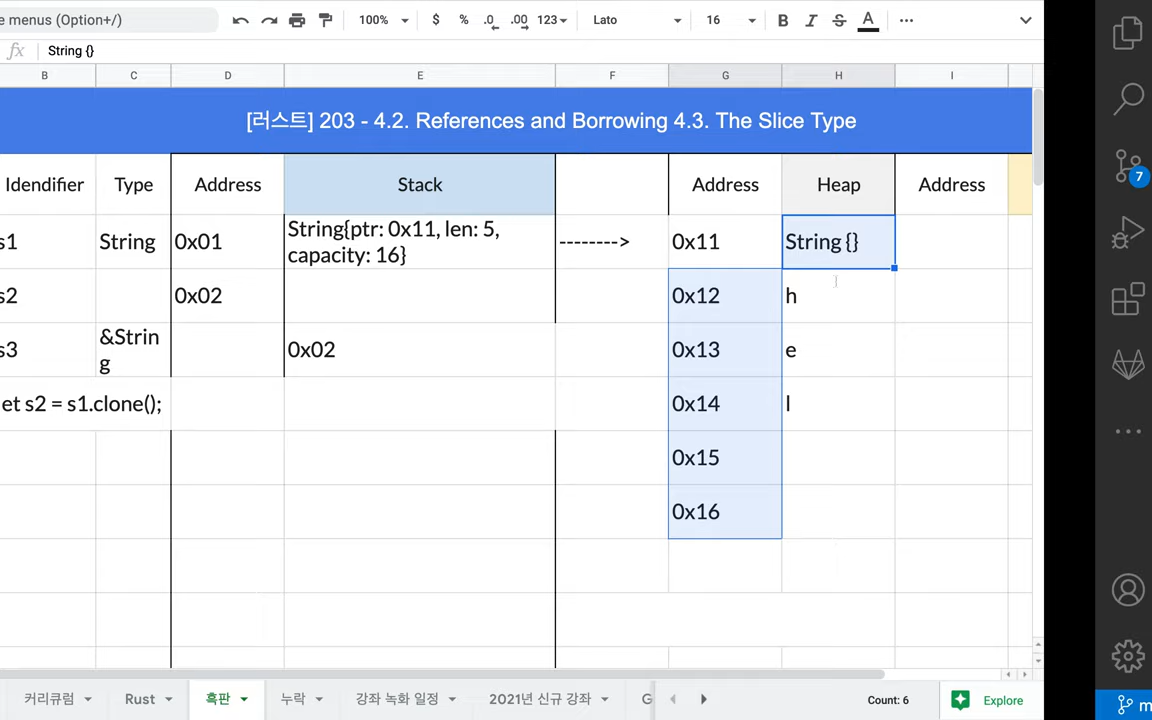 e menus (Option+/)
100%
$ % .0 .00 123
Lato
16
B I S A
fx String {}
B C D E F G H I
[러스트] 203 - 4.2. References and Borrowing 4.3. The Slice Type
Idendifier Type Address Stack Address Heap Address
s1 String 0x01 String{ptr: 0x11, len: 5,
capacity: 16} --------> 0x11 String {}
s2 0x02 0x12 h
s3 &Strin
g 0x02 0x13 e
et s2 = s1.clone(); 0x14 l
0x15
0x16
커리큘럼 Rust 흑판 누락 강좌 녹화 일정 2021년 신규 강좌 G
Count: 6
Explore
7
m